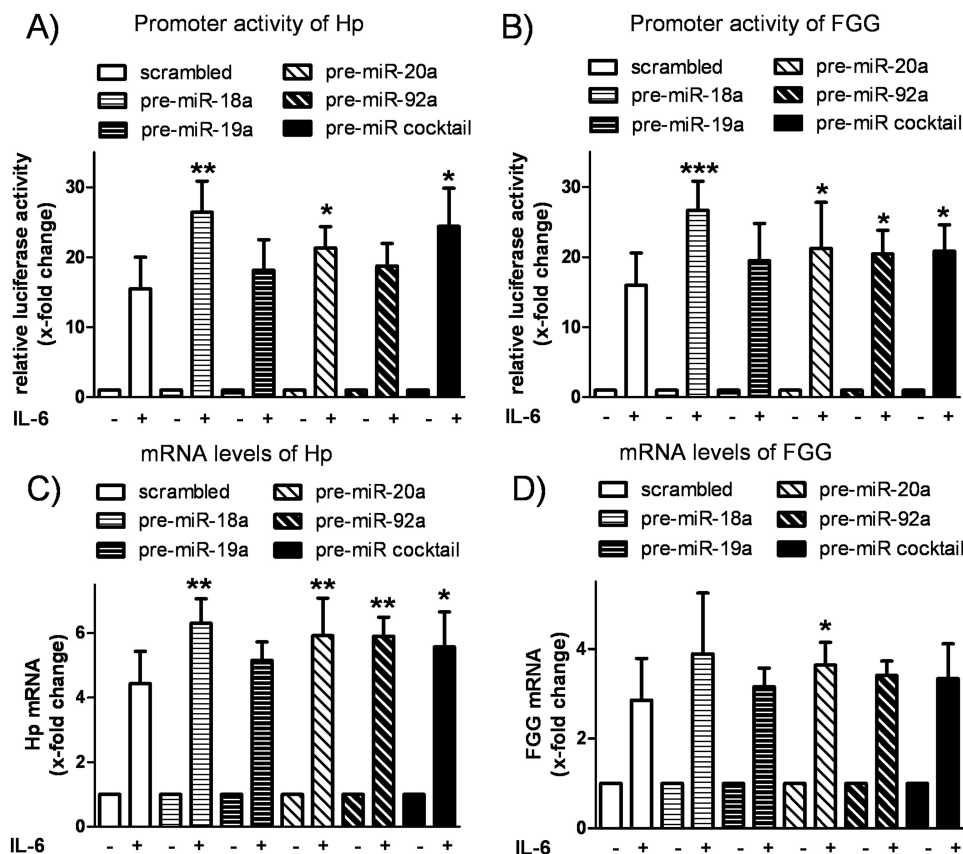 A) Promoter activity of Hp
scrambled pre-miR-20a
pre-miR-18a pre-miR-92a
pre-miR-19a pre-miR cocktail
relative luciferase activity
(x-fold change)
30
20
10
0
** * *
IL-6 - + - + - + - + - + - +
B) Promoter activity of FGG
scrambled pre-miR-20a
pre-miR-18a pre-miR-92a
pre-miR-19a pre-miR cocktail
relative luciferase activity
(x-fold change)
30
20
10
0
*** * * *
IL-6 - + - + - + - + - + - +
mRNA levels of Hp
C) scrambled pre-miR-20a
pre-miR-18a pre-miR-92a
pre-miR-19a pre-miR cocktail
Hp mRNA
(x-fold change)
6
4
2
0
** ** ** *
IL-6 - + - + - + - + - + - +
mRNA levels of FGG
D) scrambled pre-miR-20a
pre-miR-18a pre-miR-92a
pre-miR-19a pre-miR cocktail
FGG mRNA
(x-fold change)
4
2
0
*
IL-6 - + - + - + - + - + - +